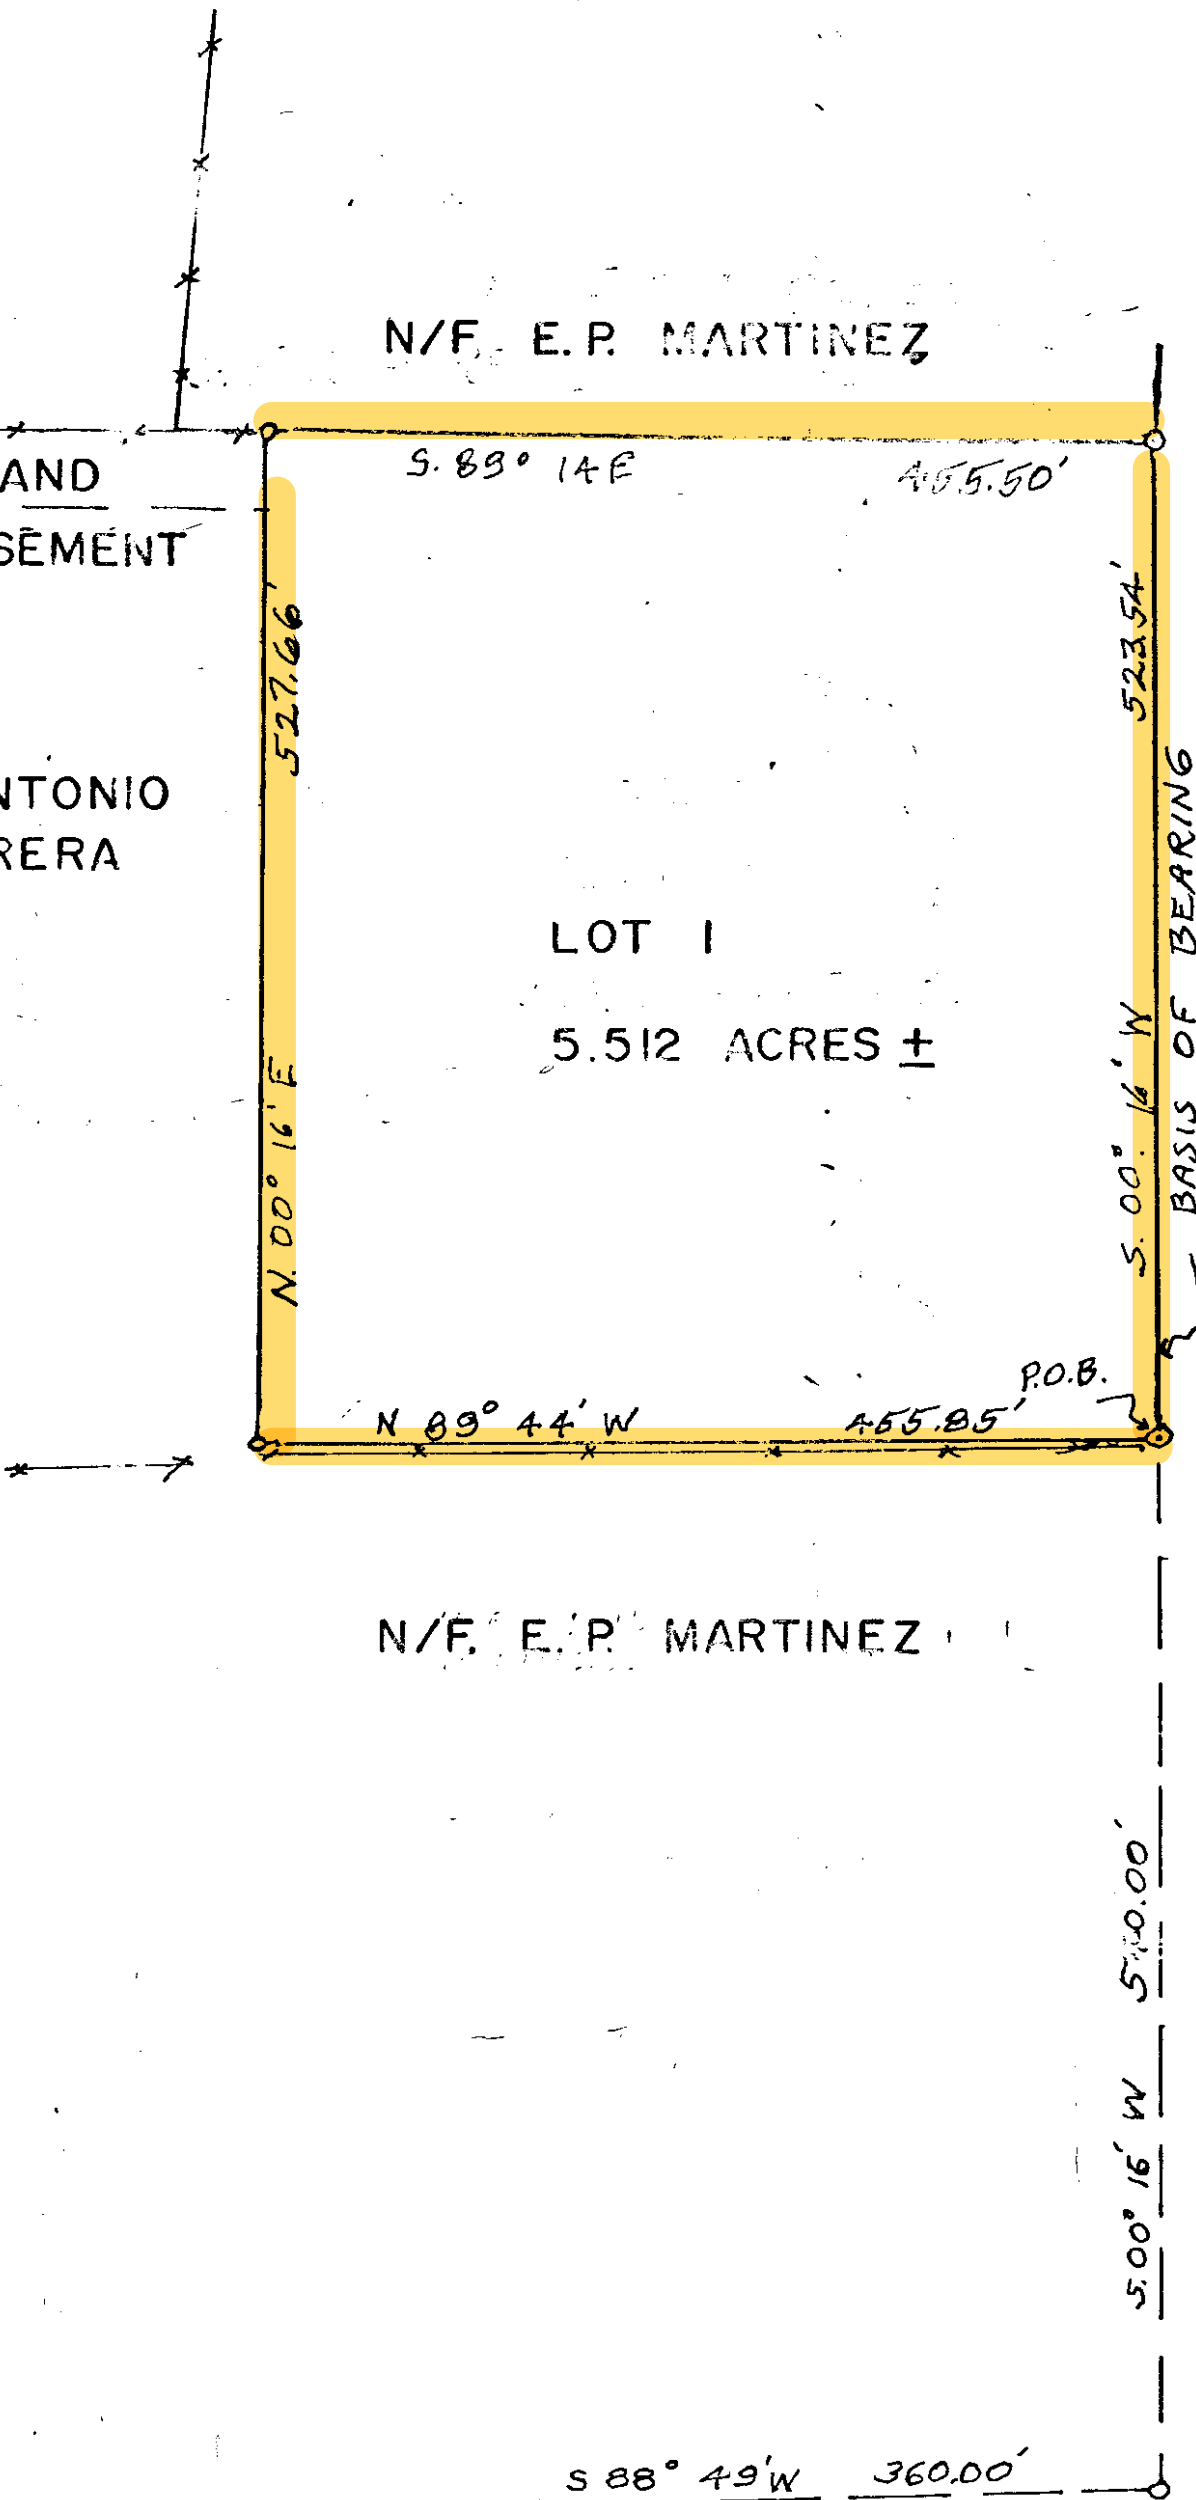 N/F. E.P. MARTINEZ
S. 89° 14 E 455.50'
AND
SEMENT
527.66'
523.54'
NTONIO
RERA
BASIS OF BEARING
LOT 1
5.512 ACRES ±
N. 00° 16' E
S. 00° 16' W
P.O.B.
N 89° 44' W 455.85'
N/F. E.P. MARTINEZ
S. 00° 16' W
S 88° 49' W 360.00'